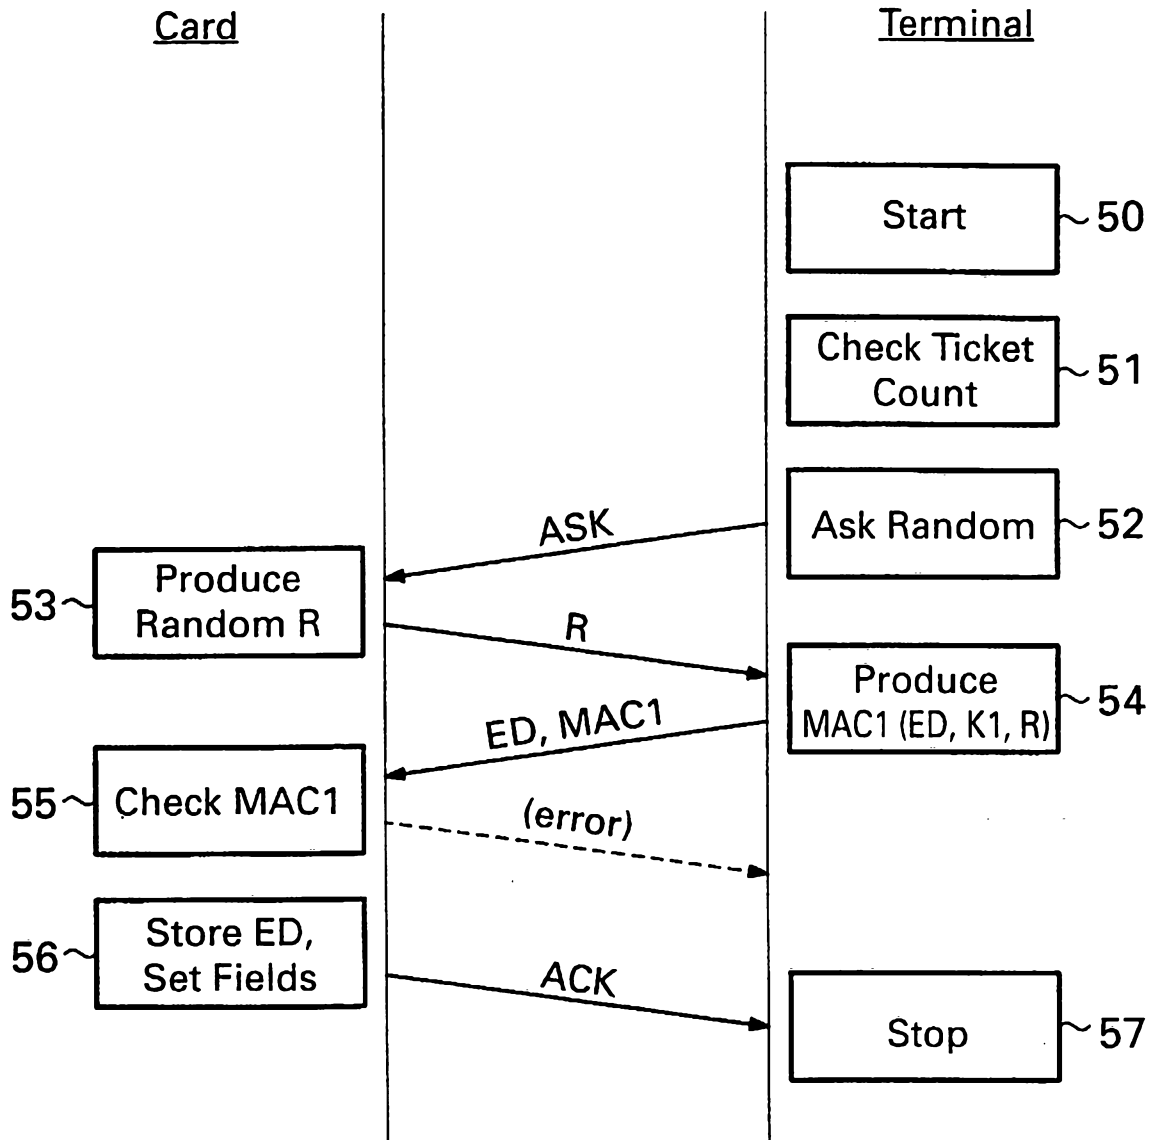 Card
Terminal
Start
50
Check Ticket
Count
51
Ask Random
52
ASK
Produce
Random R
53
R
Produce
MAC1 (ED, K1, R)
54
ED, MAC1
Check MAC1
55
(error)
Store ED,
Set Fields
56
ACK
Stop
57